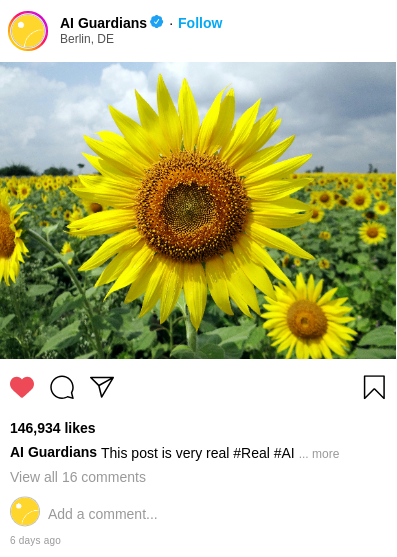 AI Guardians · Follow
Berlin, DE
146,934 likes
AI Guardians This post is very real #Real #AI ... more
View all 16 comments
Add a comment...
6 days ago